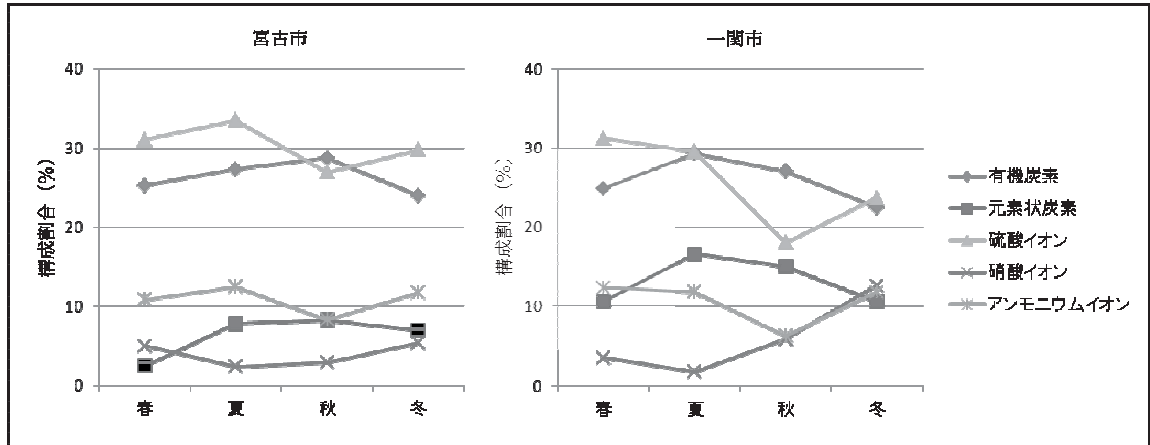 宮古市
40
30
20
10
0
構成割合 (%)
春 夏 秋 冬
一関市
40
30
20
10
0
構成割合 (%)
春 夏 秋 冬
有機炭素
元素状炭素
硫酸イオン
硝酸イオン
アンモニウムイオン